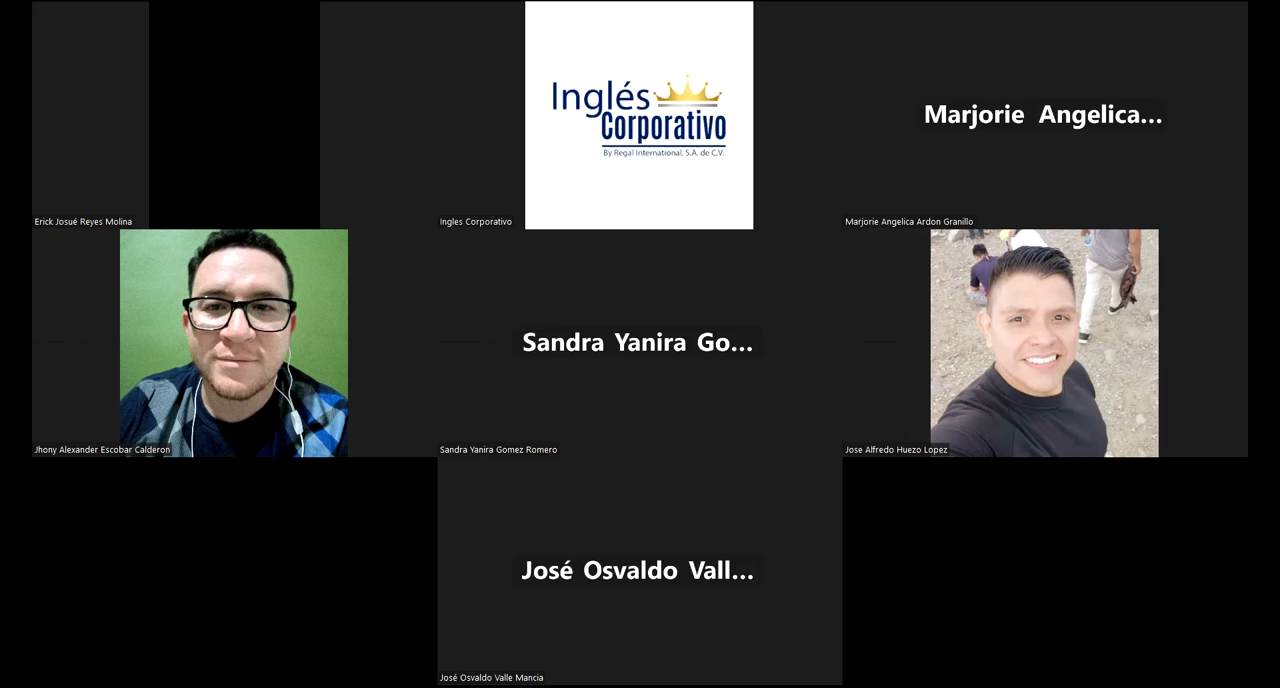 Inglés
Corporativo
By Regal International, S.A. de C.V.
Marjorie Angelica...
Erick Josué Reyes Molina
Ingles Corporativo
Marjorie Angelica Ardon Granillo
Sandra Yanira Go...
Jhony Alexander Escobar Calderon
Sandra Yanira Gomez Romero
Jose Alfredo Huezo Lopez
José Osvaldo Vall...
José Osvaldo Valle Mancia